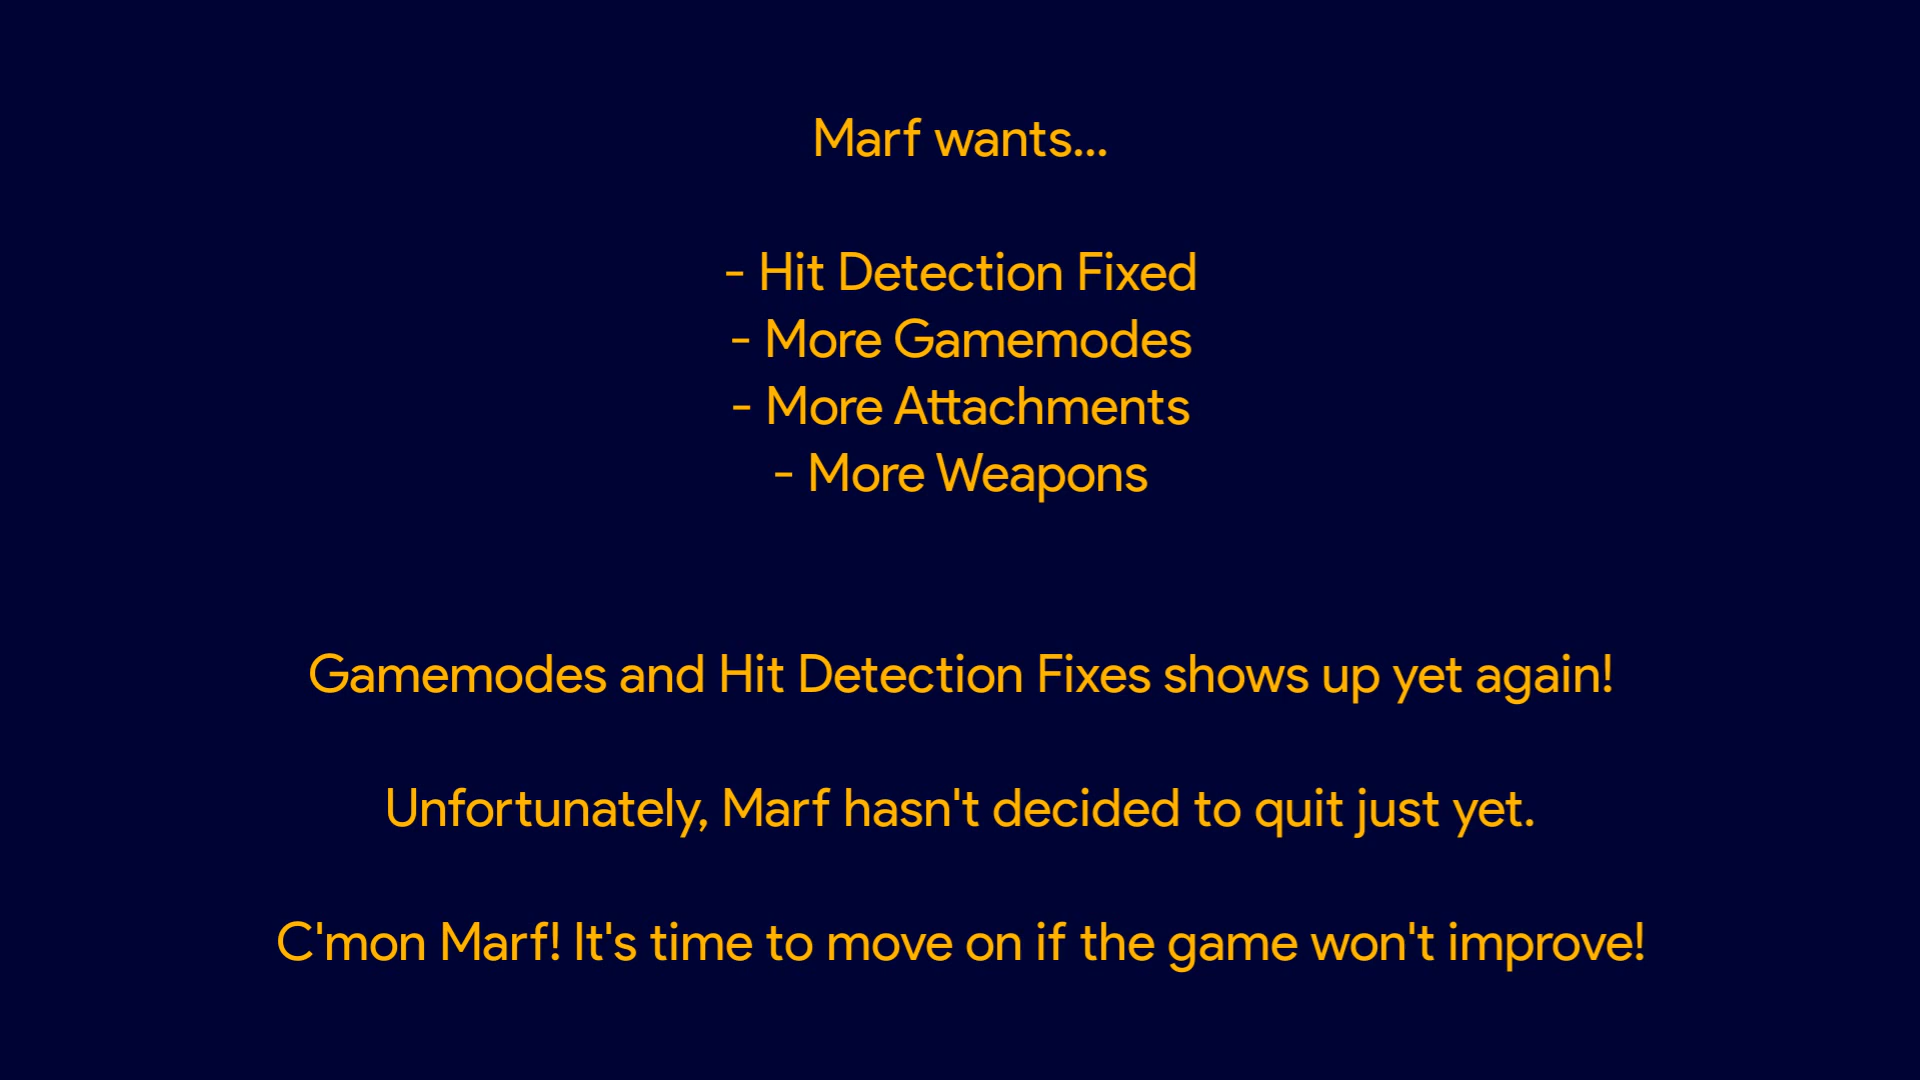 Marf wants...
- Hit Detection Fixed
- More Gamemodes
- More Attachments
- More Weapons
Gamemodes and Hit Detection Fixes shows up yet again!
Unfortunately, Marf hasn't decided to quit just yet.
C'mon Marf! It's time to move on if the game won't improve!